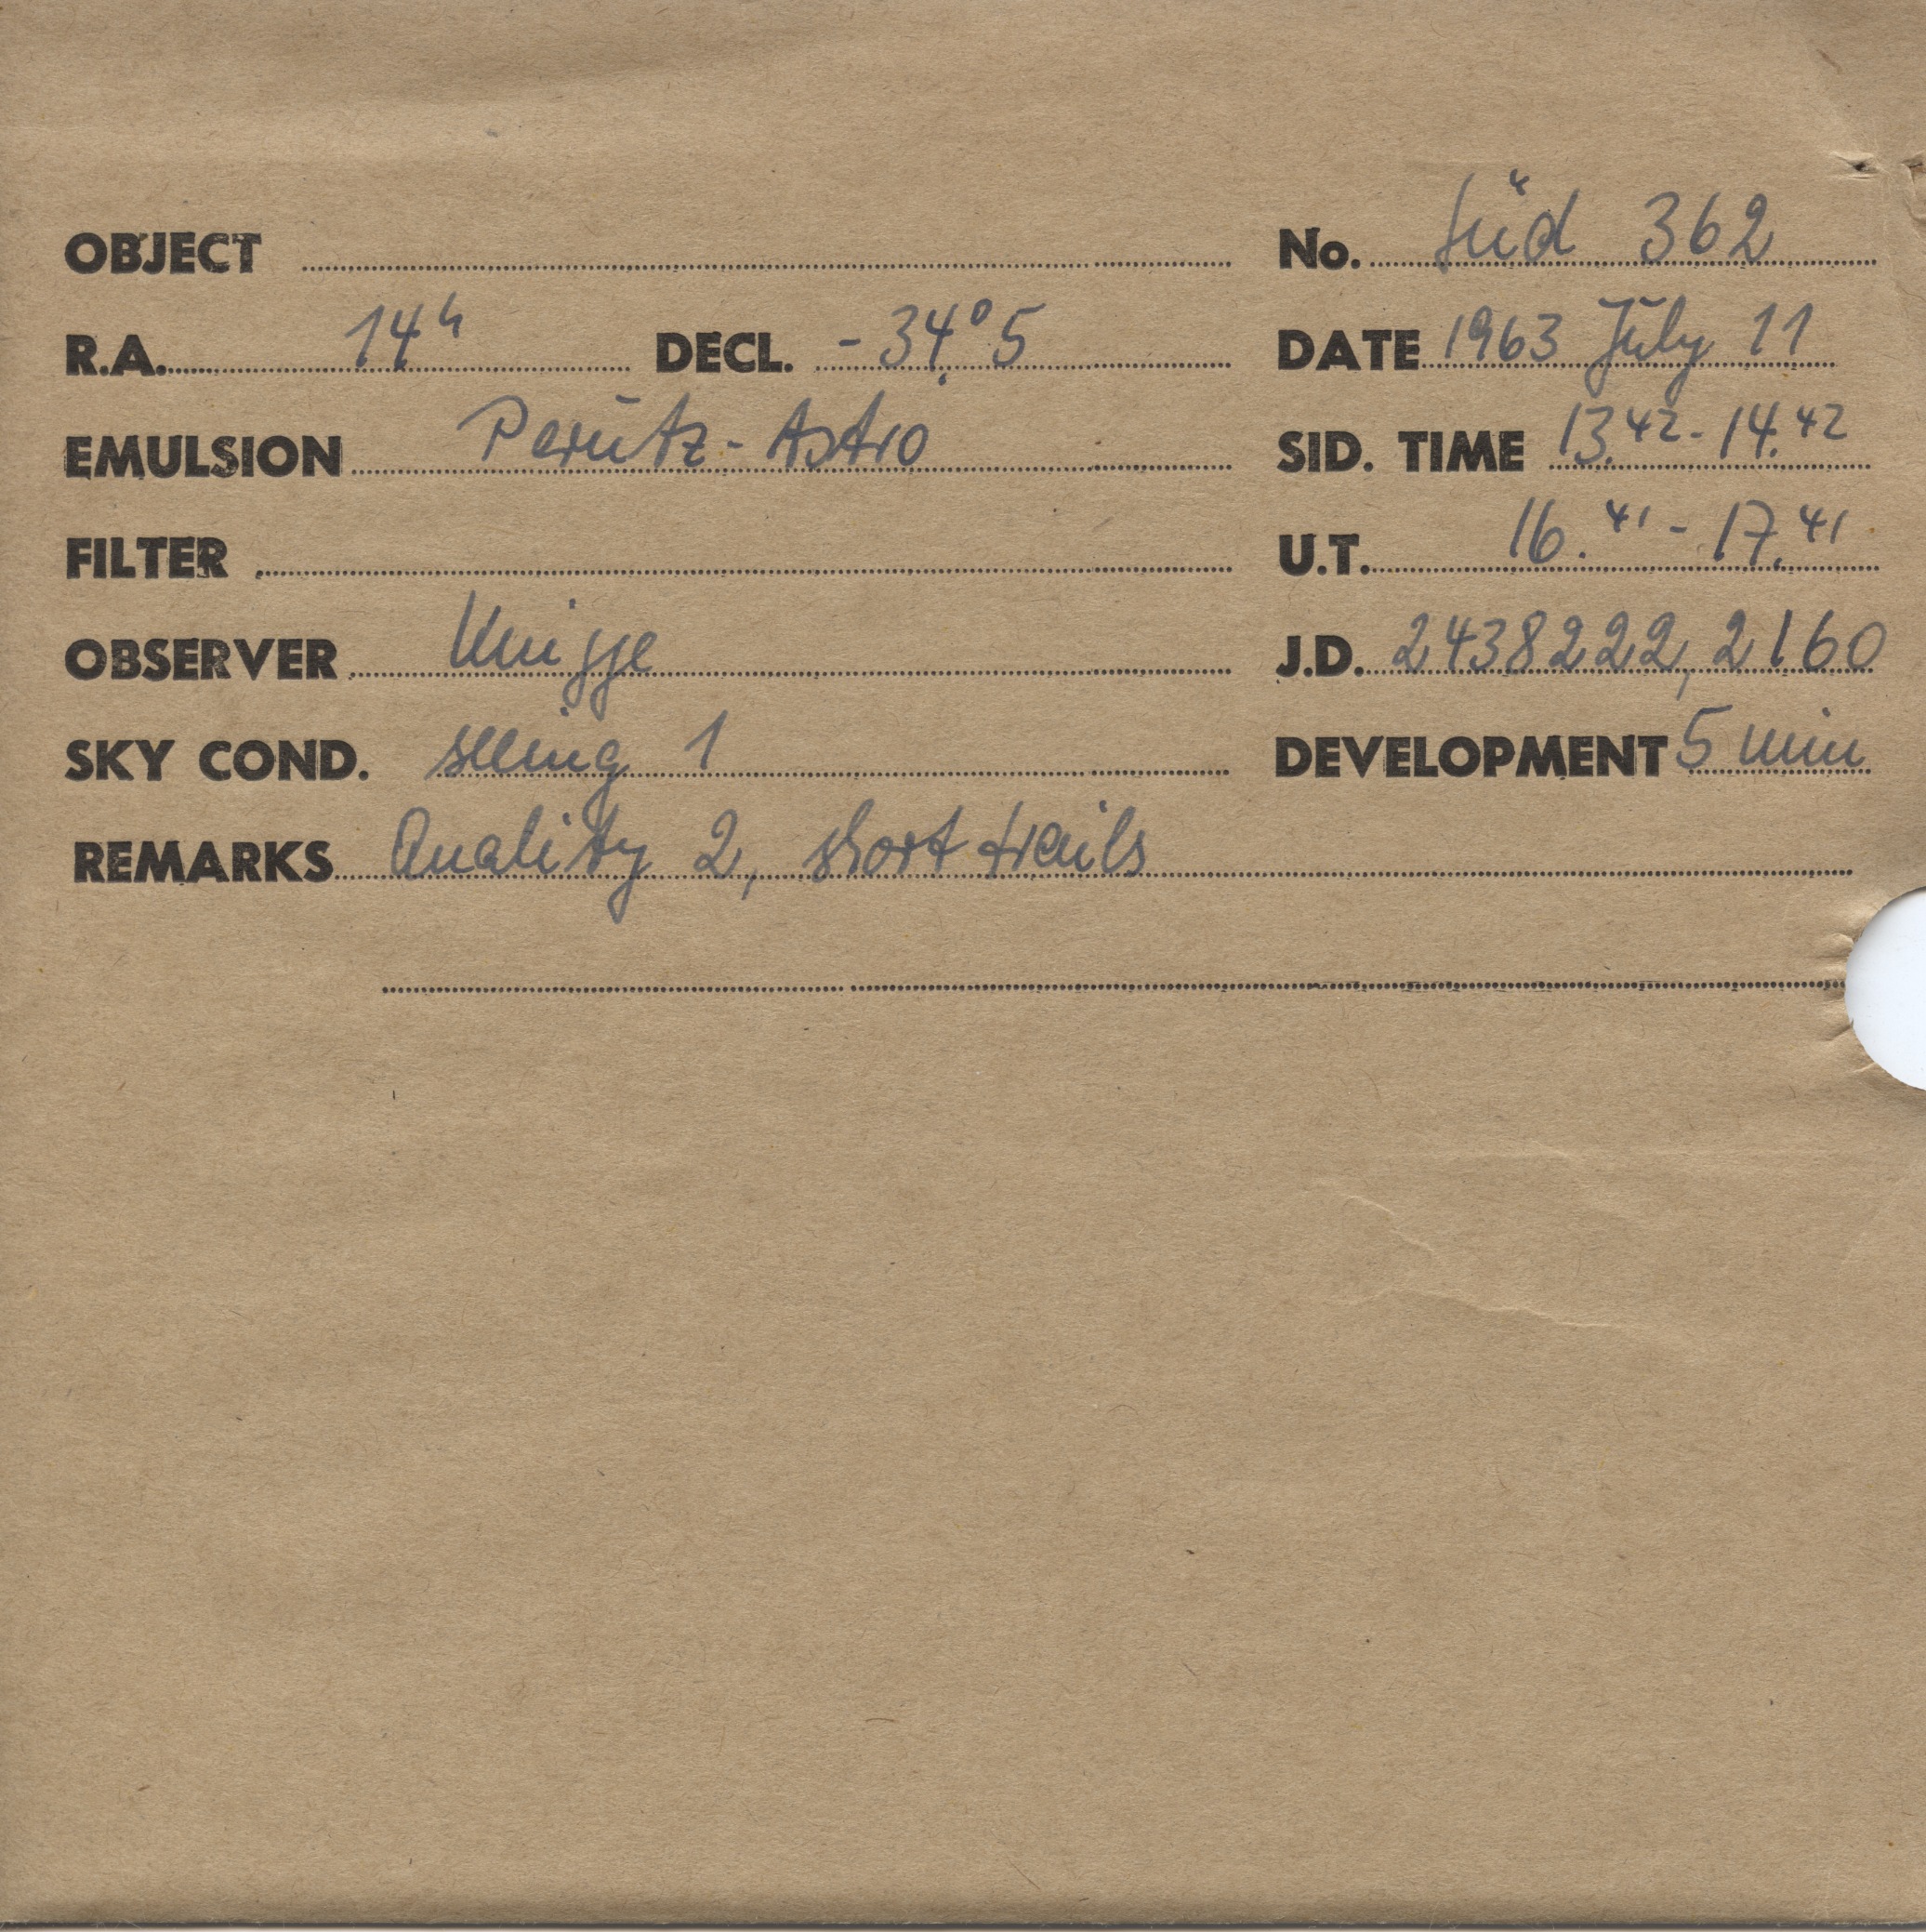 OBJECT No. Süd 362
R.A. 14h DECL. -34°.5 DATE 1963 July 11
EMULSION Perutz-Astro SID. TIME 13.42 - 14.42
FILTER U.T. 16.41 - 17.41
OBSERVER Knigge J.D. 2438222,2160
SKY COND. seeing 1 DEVELOPMENT 5 min
REMARKS Quality 2, short trails